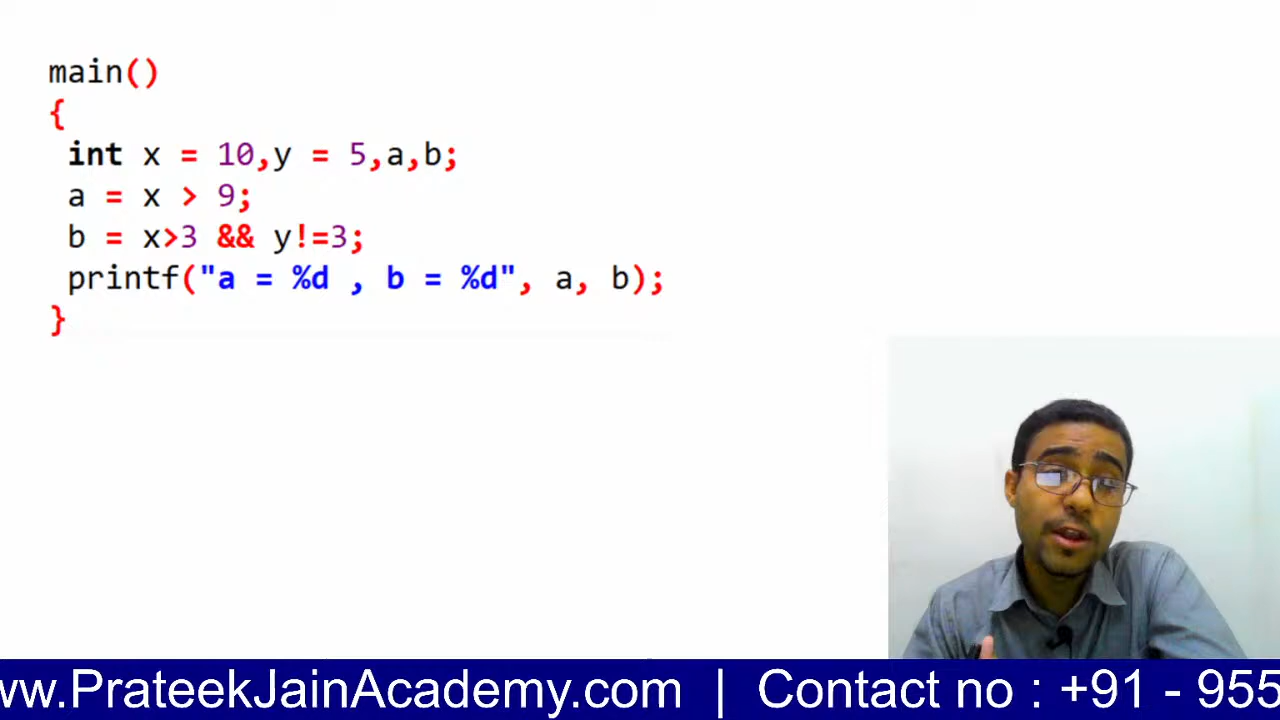 main()
{
int x = 10,y = 5,a,b;
a = x > 9;
b = x>3 && y!=3;
printf("a = %d , b = %d", a, b);
}
ww.PrateekJainAcademy.com | Contact no : +91 - 955